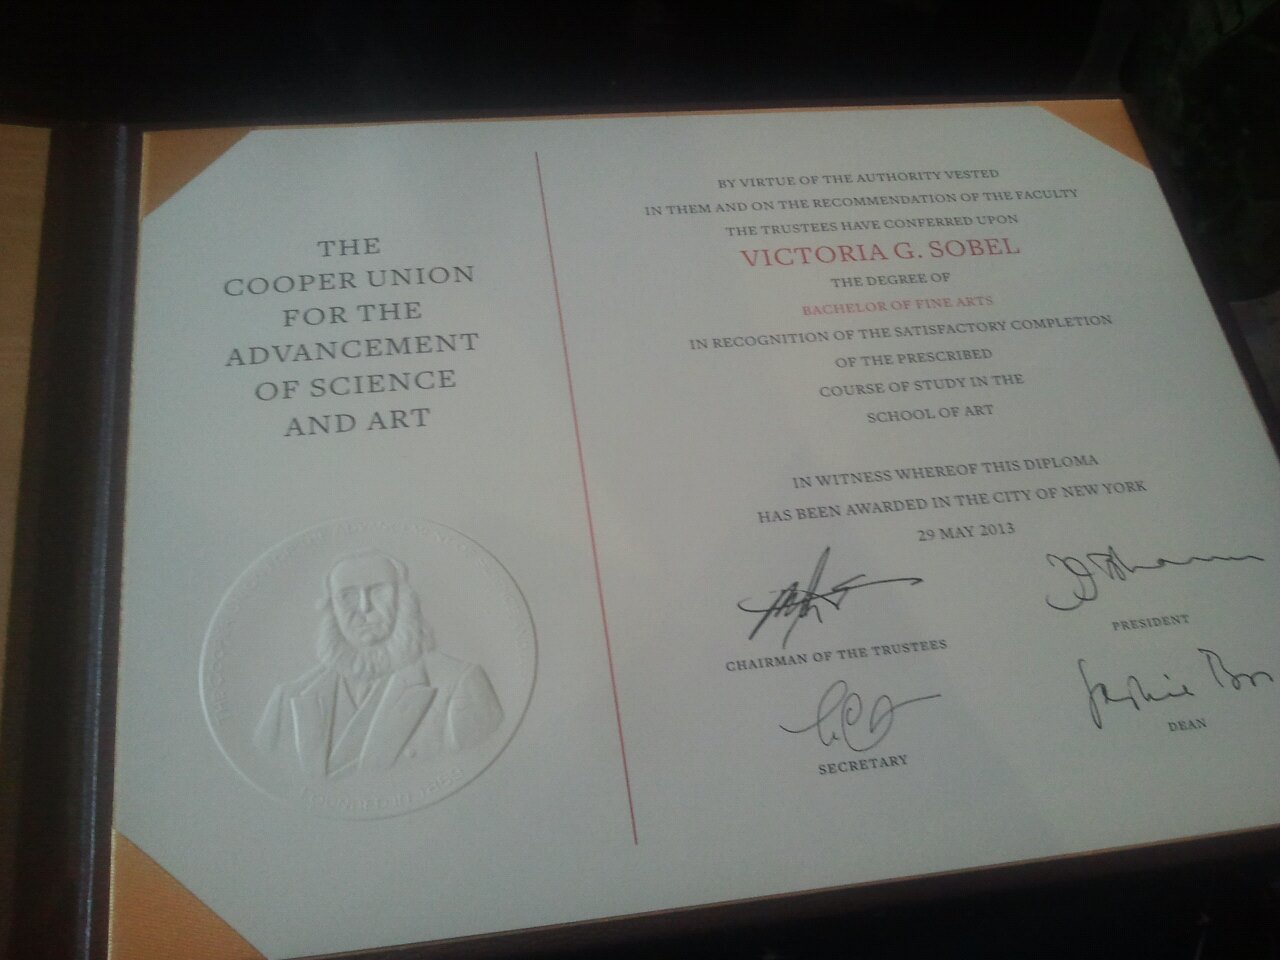 THE
COOPER UNION
FOR THE
ADVANCEMENT
OF SCIENCE
AND ART
FOUNDED IN 1859
BY VIRTUE OF THE AUTHORITY VESTED
IN THEM AND ON THE RECOMMENDATION OF THE FACULTY
THE TRUSTEES HAVE CONFERRED UPON
VICTORIA G. SOBEL
THE DEGREE OF
BACHELOR OF FINE ARTS
IN RECOGNITION OF THE SATISFACTORY COMPLETION
OF THE PRESCRIBED
COURSE OF STUDY IN THE
SCHOOL OF ART
IN WITNESS WHEREOF THIS DIPLOMA
HAS BEEN AWARDED IN THE CITY OF NEW YORK
29 MAY 2013
CHAIRMAN OF THE TRUSTEES
PRESIDENT
SECRETARY
DEAN